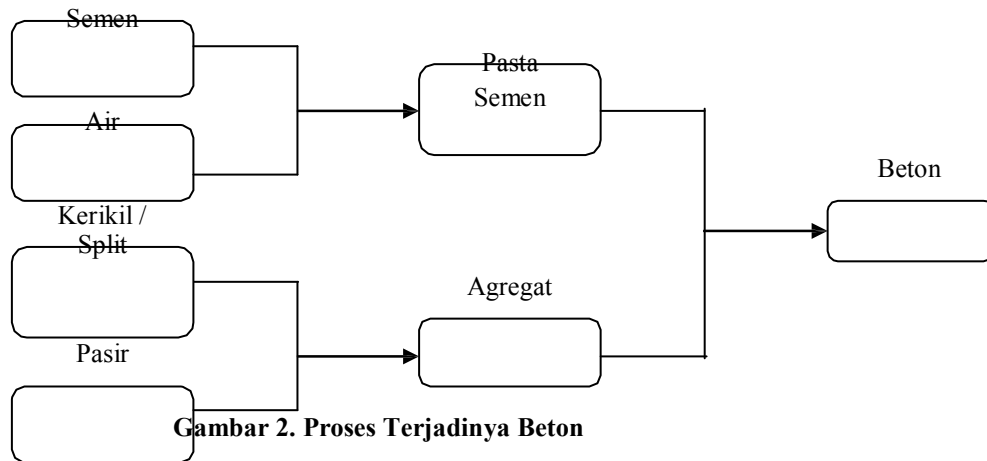 Semen
Air
Kerikil /
Split
Pasir
Pasta
Semen
Agregat
Beton
Gambar 2. Proses Terjadinya Beton